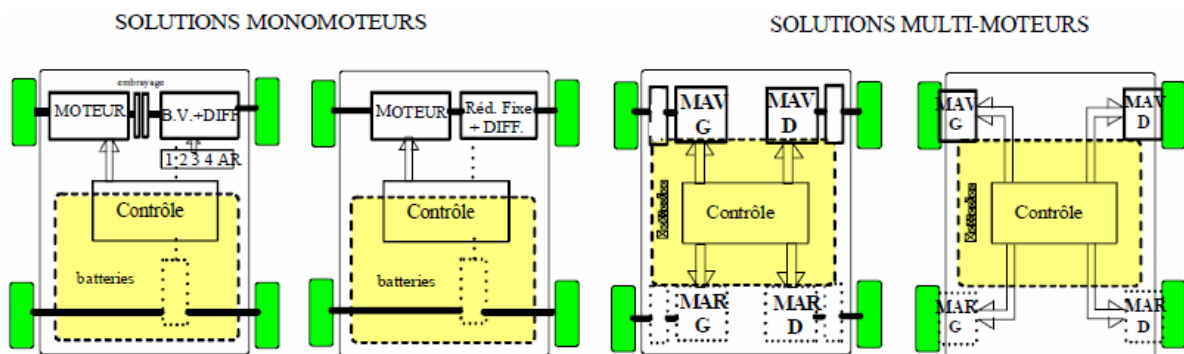 SOLUTIONS MONOMOTEURS
SOLUTIONS MULTI-MOTEURS
embrayage
MOTEUR
B.V.+DIFF
1 2 3 4 AR
Contrôle
batteries
MOTEUR
Réd. Fixe
+ DIFF.
Contrôle
batteries
MAV
G
MAV
D
Contrôle
MAR
G
MAR
D
MAV
G
MAV
D
Contrôle
MAR
G
MAR
D